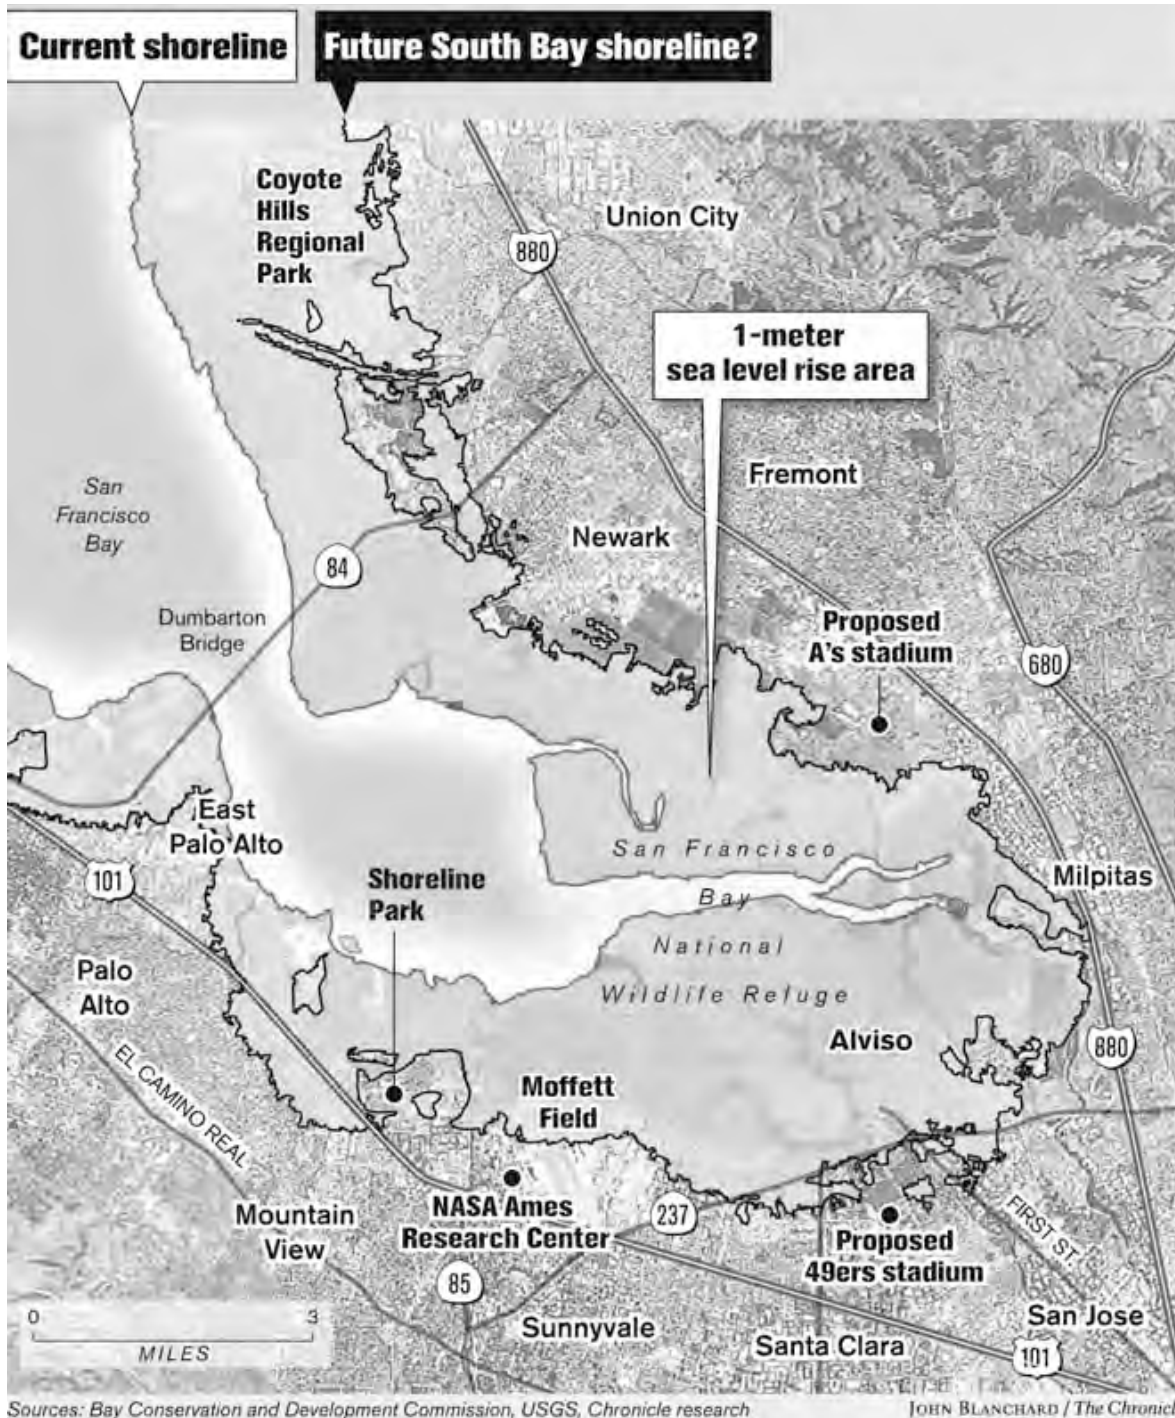 Current shoreline
Future South Bay shoreline?
Coyote
Hills
Regional
Park
Union City
880
1-meter
sea level rise area
San
Francisco
Bay
Fremont
Newark
84
Dumbarton
Bridge
Proposed
A's stadium
680
East
Palo Alto
101
San Francisco
Bay
National
Wildlife Refuge
Milpitas
Shoreline
Park
Palo
Alto
Alviso
880
EL CAMINO REAL
Moffett
Field
NASA Ames
Research Center
Mountain
View
237
FIRST ST.
Proposed
49ers stadium
85
0 3
MILES
Sunnyvale
Santa Clara
San Jose
101
Sources: Bay Conservation and Development Commission, USGS, Chronicle research
JOHN BLANCHARD / The Chronic